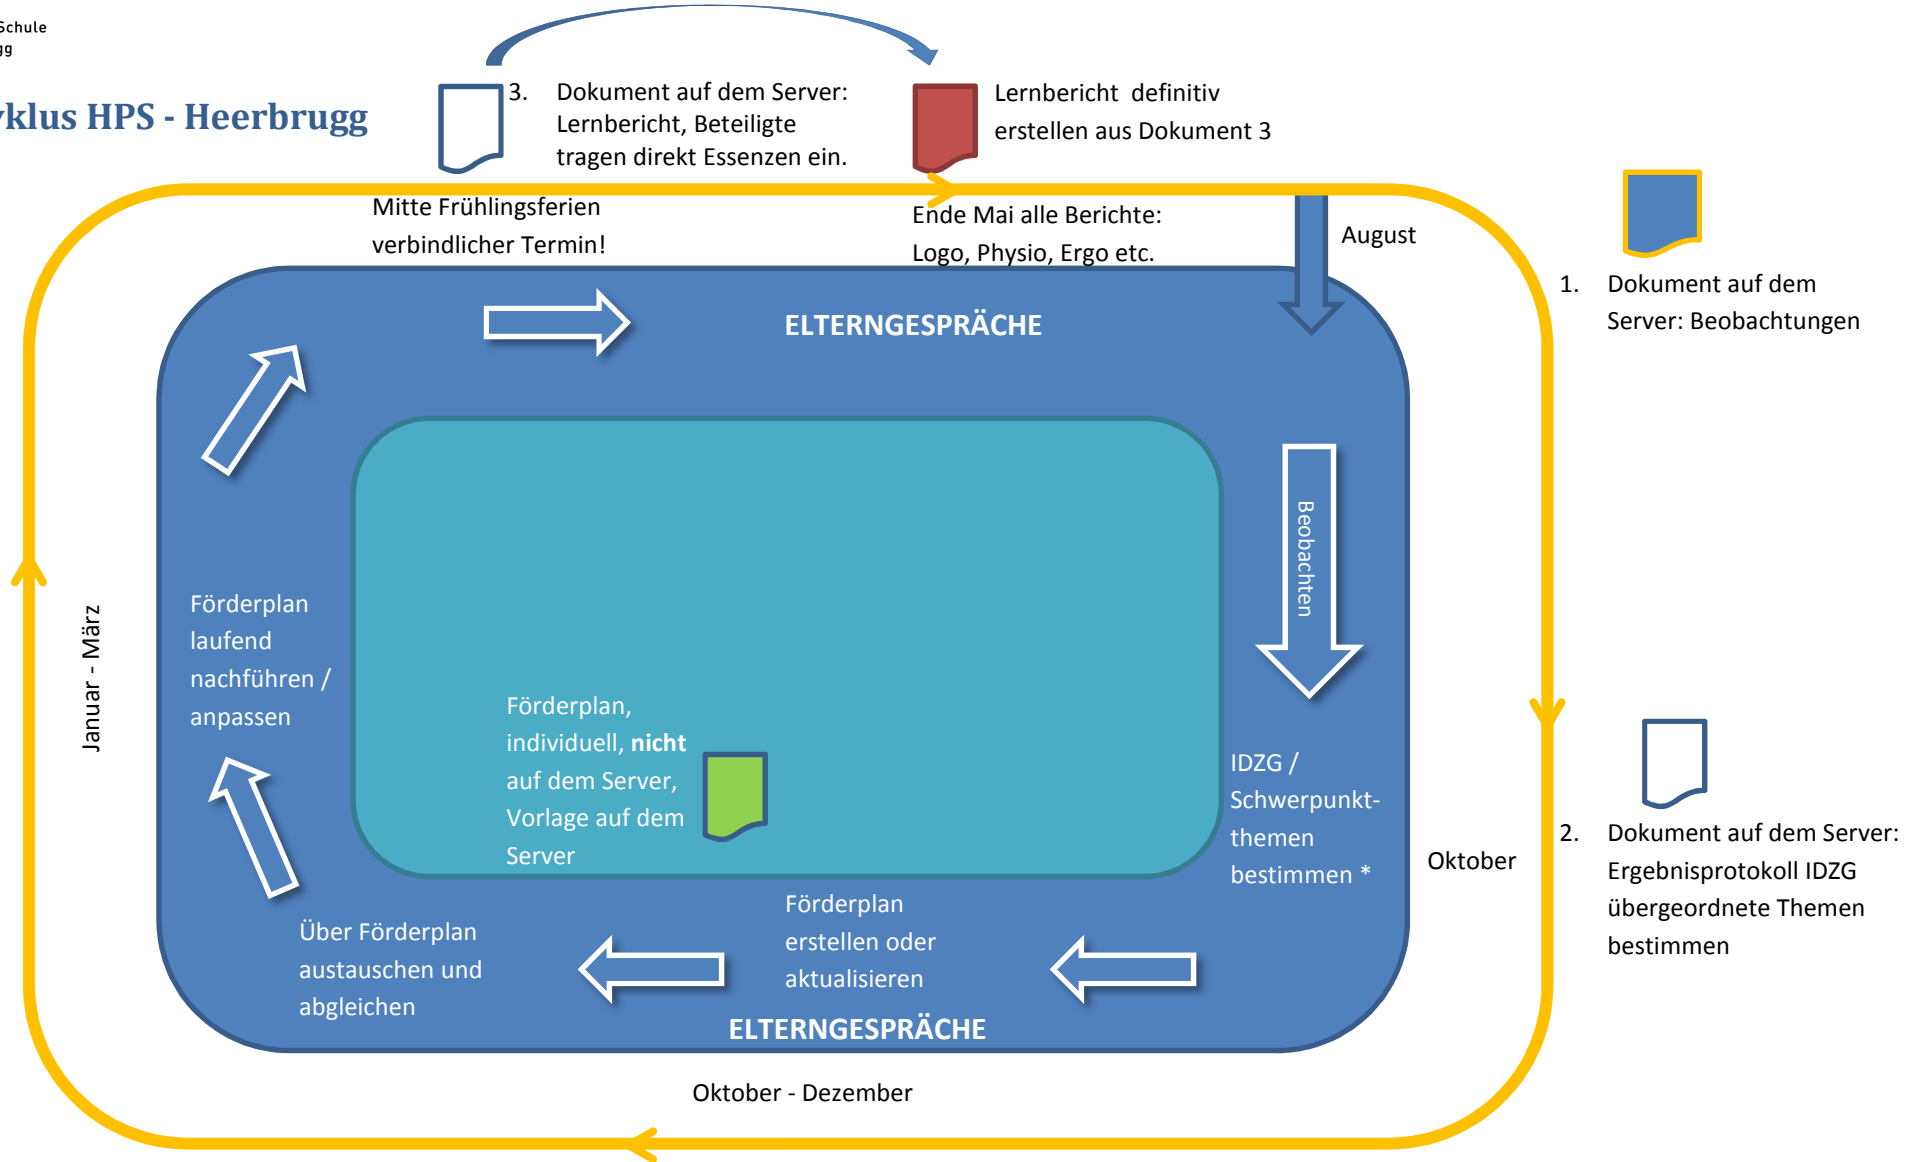 Schule
gg
yklus HPS - Heerbrugg
3. Dokument auf dem Server:
Lernbericht, Beteiligte
tragen direkt Essenzen ein.
Lernbericht definitiv
erstellen aus Dokument 3
Mitte Frühlingsferien
verbindlicher Termin!
Ende Mai alle Berichte:
Logo, Physio, Ergo etc.
August
1. Dokument auf dem
Server: Beobachtungen
ELTERNGESPRÄCHE
Beobachten
Januar - März
Förderplan
laufend
nachführen /
anpassen
Förderplan,
individuell, nicht
auf dem Server,
Vorlage auf dem
Server
IDZG /
Schwerpunkt-
themen
bestimmen *
Oktober
2. Dokument auf dem Server:
Ergebnisprotokoll IDZG
übergeordnete Themen
bestimmen
Über Förderplan
austauschen und
abgleichen
Förderplan
erstellen oder
aktualisieren
ELTERNGESPRÄCHE
Oktober - Dezember